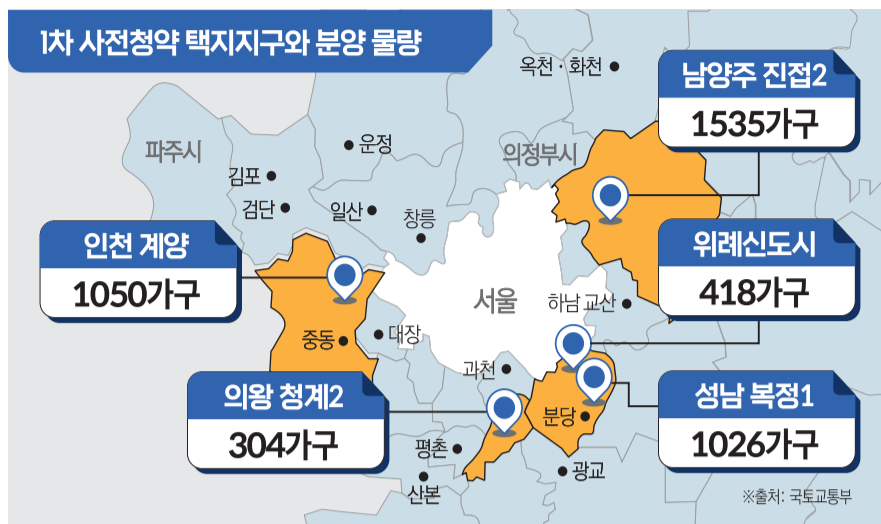 1차 사전청약 택지지구와 분양 물량
옥천·화천
남양주 진접2
1535가구
파주시
운정
의정부시
김포
검단
일산
창릉
인천 계양
1050가구
위례신도시
418가구
서울
하남 교산
중동
대장
과천
의왕 청계2
304가구
성남 복정1
1026가구
분당
평촌
광교
산본
※출처: 국토교통부